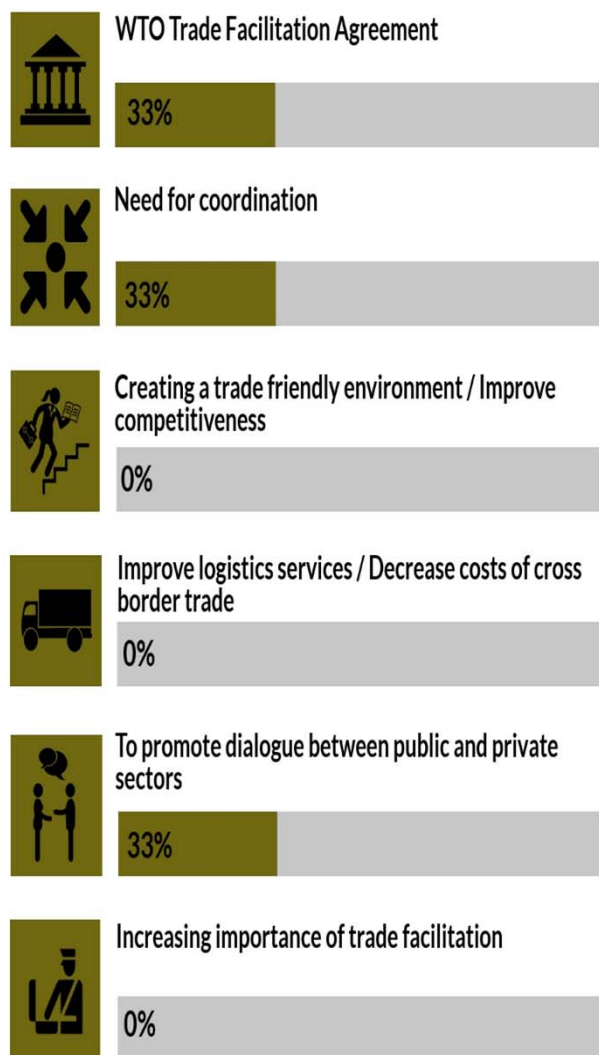 WTO Trade Facilitation Agreement
33%
Need for coordination
33%
Creating a trade friendly environment / Improve
competitiveness
0%
Improve logistics services / Decrease costs of cross
border trade
0%
To promote dialogue between public and private
sectors
33%
Increasing importance of trade facilitation
0%